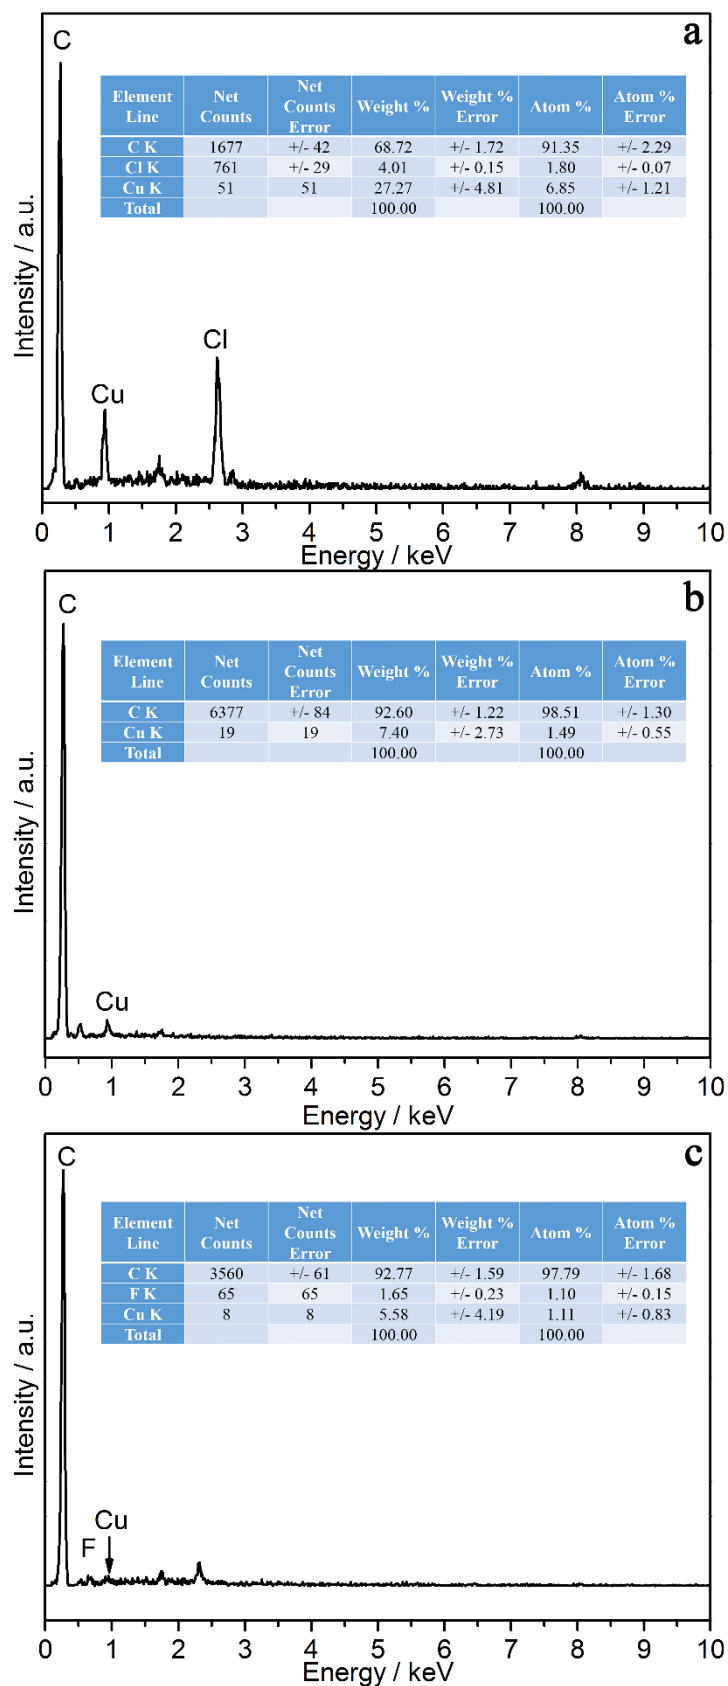 a
C
Element Line Net Counts Net Counts Error Weight % Weight % Error Atom % Atom % Error
C K 1677 +/- 42 68.72 +/- 1.72 91.35 +/- 2.29
Cl K 761 +/- 29 4.01 +/- 0.15 1.80 +/- 0.07
Cu K 51 51 27.27 +/- 4.81 6.85 +/- 1.21
Total 100.00 100.00
Cl
Cu
Intensity / a.u.
0 1 2 3 4 5 6 7 8 9 10
Energy / keV
b
C
Element Line Net Counts Net Counts Error Weight % Weight % Error Atom % Atom % Error
C K 6377 +/- 84 92.60 +/- 1.22 98.51 +/- 1.30
Cu K 19 19 7.40 +/- 2.73 1.49 +/- 0.55
Total 100.00 100.00
Cu
Intensity / a.u.
0 1 2 3 4 5 6 7 8 9 10
Energy / keV
c
C
Element Line Net Counts Net Counts Error Weight % Weight % Error Atom % Atom % Error
C K 3560 +/- 61 92.77 +/- 1.59 97.79 +/- 1.68
F K 65 65 1.65 +/- 0.23 1.10 +/- 0.15
Cu K 8 8 5.58 +/- 4.19 1.11 +/- 0.83
Total 100.00 100.00
Cu
F
Intensity / a.u.
0 1 2 3 4 5 6 7 8 9 10
Energy / keV